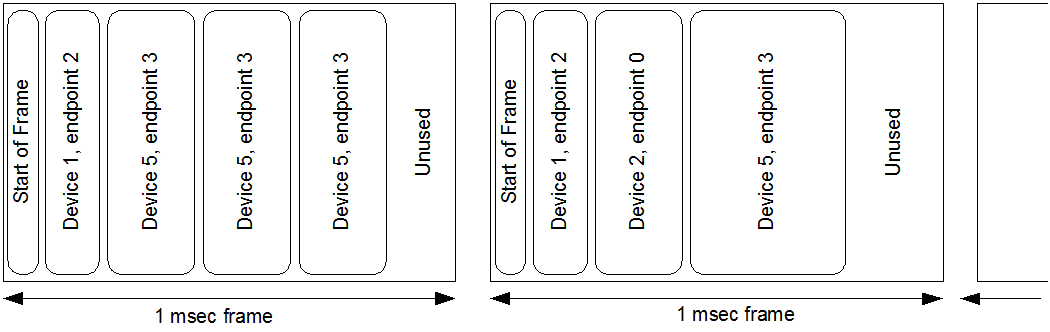 Start of Frame
Device 1, endpoint 2
Device 5, endpoint 3
Device 5, endpoint 3
Device 5, endpoint 3
Unused
1 msec frame
Start of Frame
Device 1, endpoint 2
Device 2, endpoint 0
Device 5, endpoint 3
Unused
1 msec frame